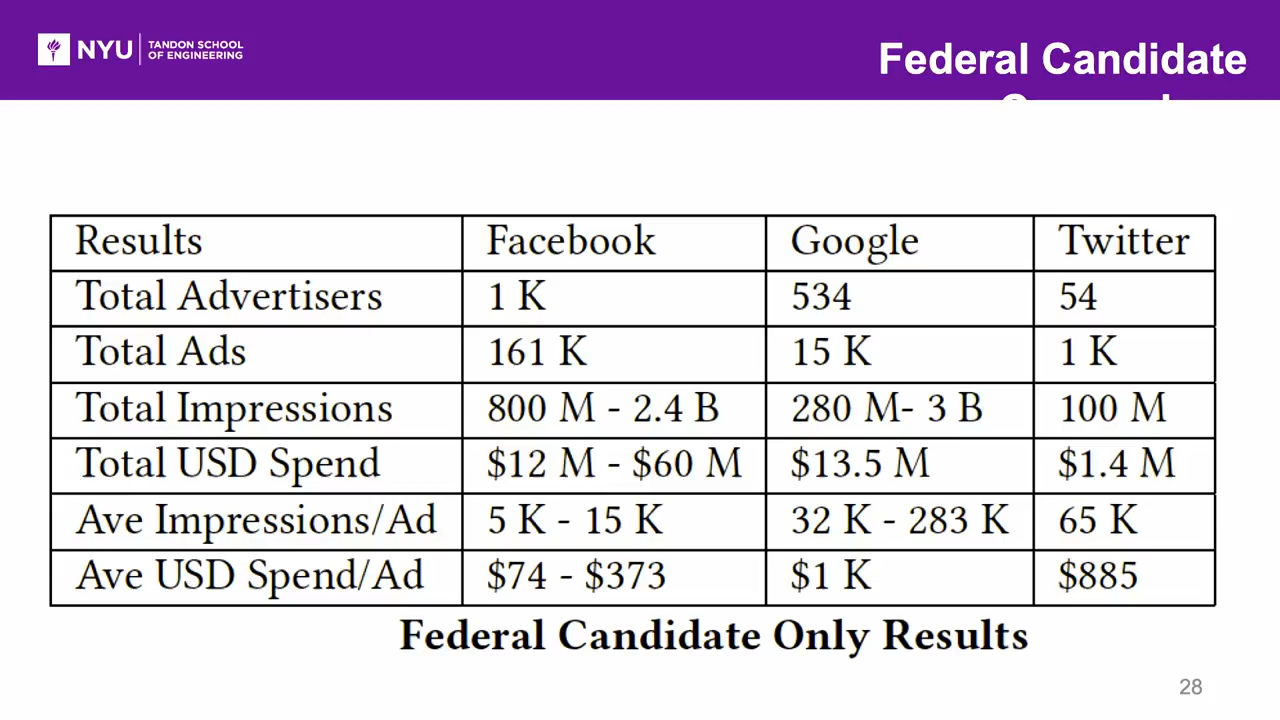 NYU
TANDON SCHOOL
OF ENGINEERING
Federal Candidate
Results Facebook Google Twitter
Total Advertisers 1 K 534 54
Total Ads 161 K 15 K 1 K
Total Impressions 800 M - 2.4 B 280 M- 3 B 100 M
Total USD Spend $12 M - $60 M $13.5 M $1.4 M
Ave Impressions/Ad 5 K - 15 K 32 K - 283 K 65 K
Ave USD Spend/Ad $74 - $373 $1 K $885
Federal Candidate Only Results
28